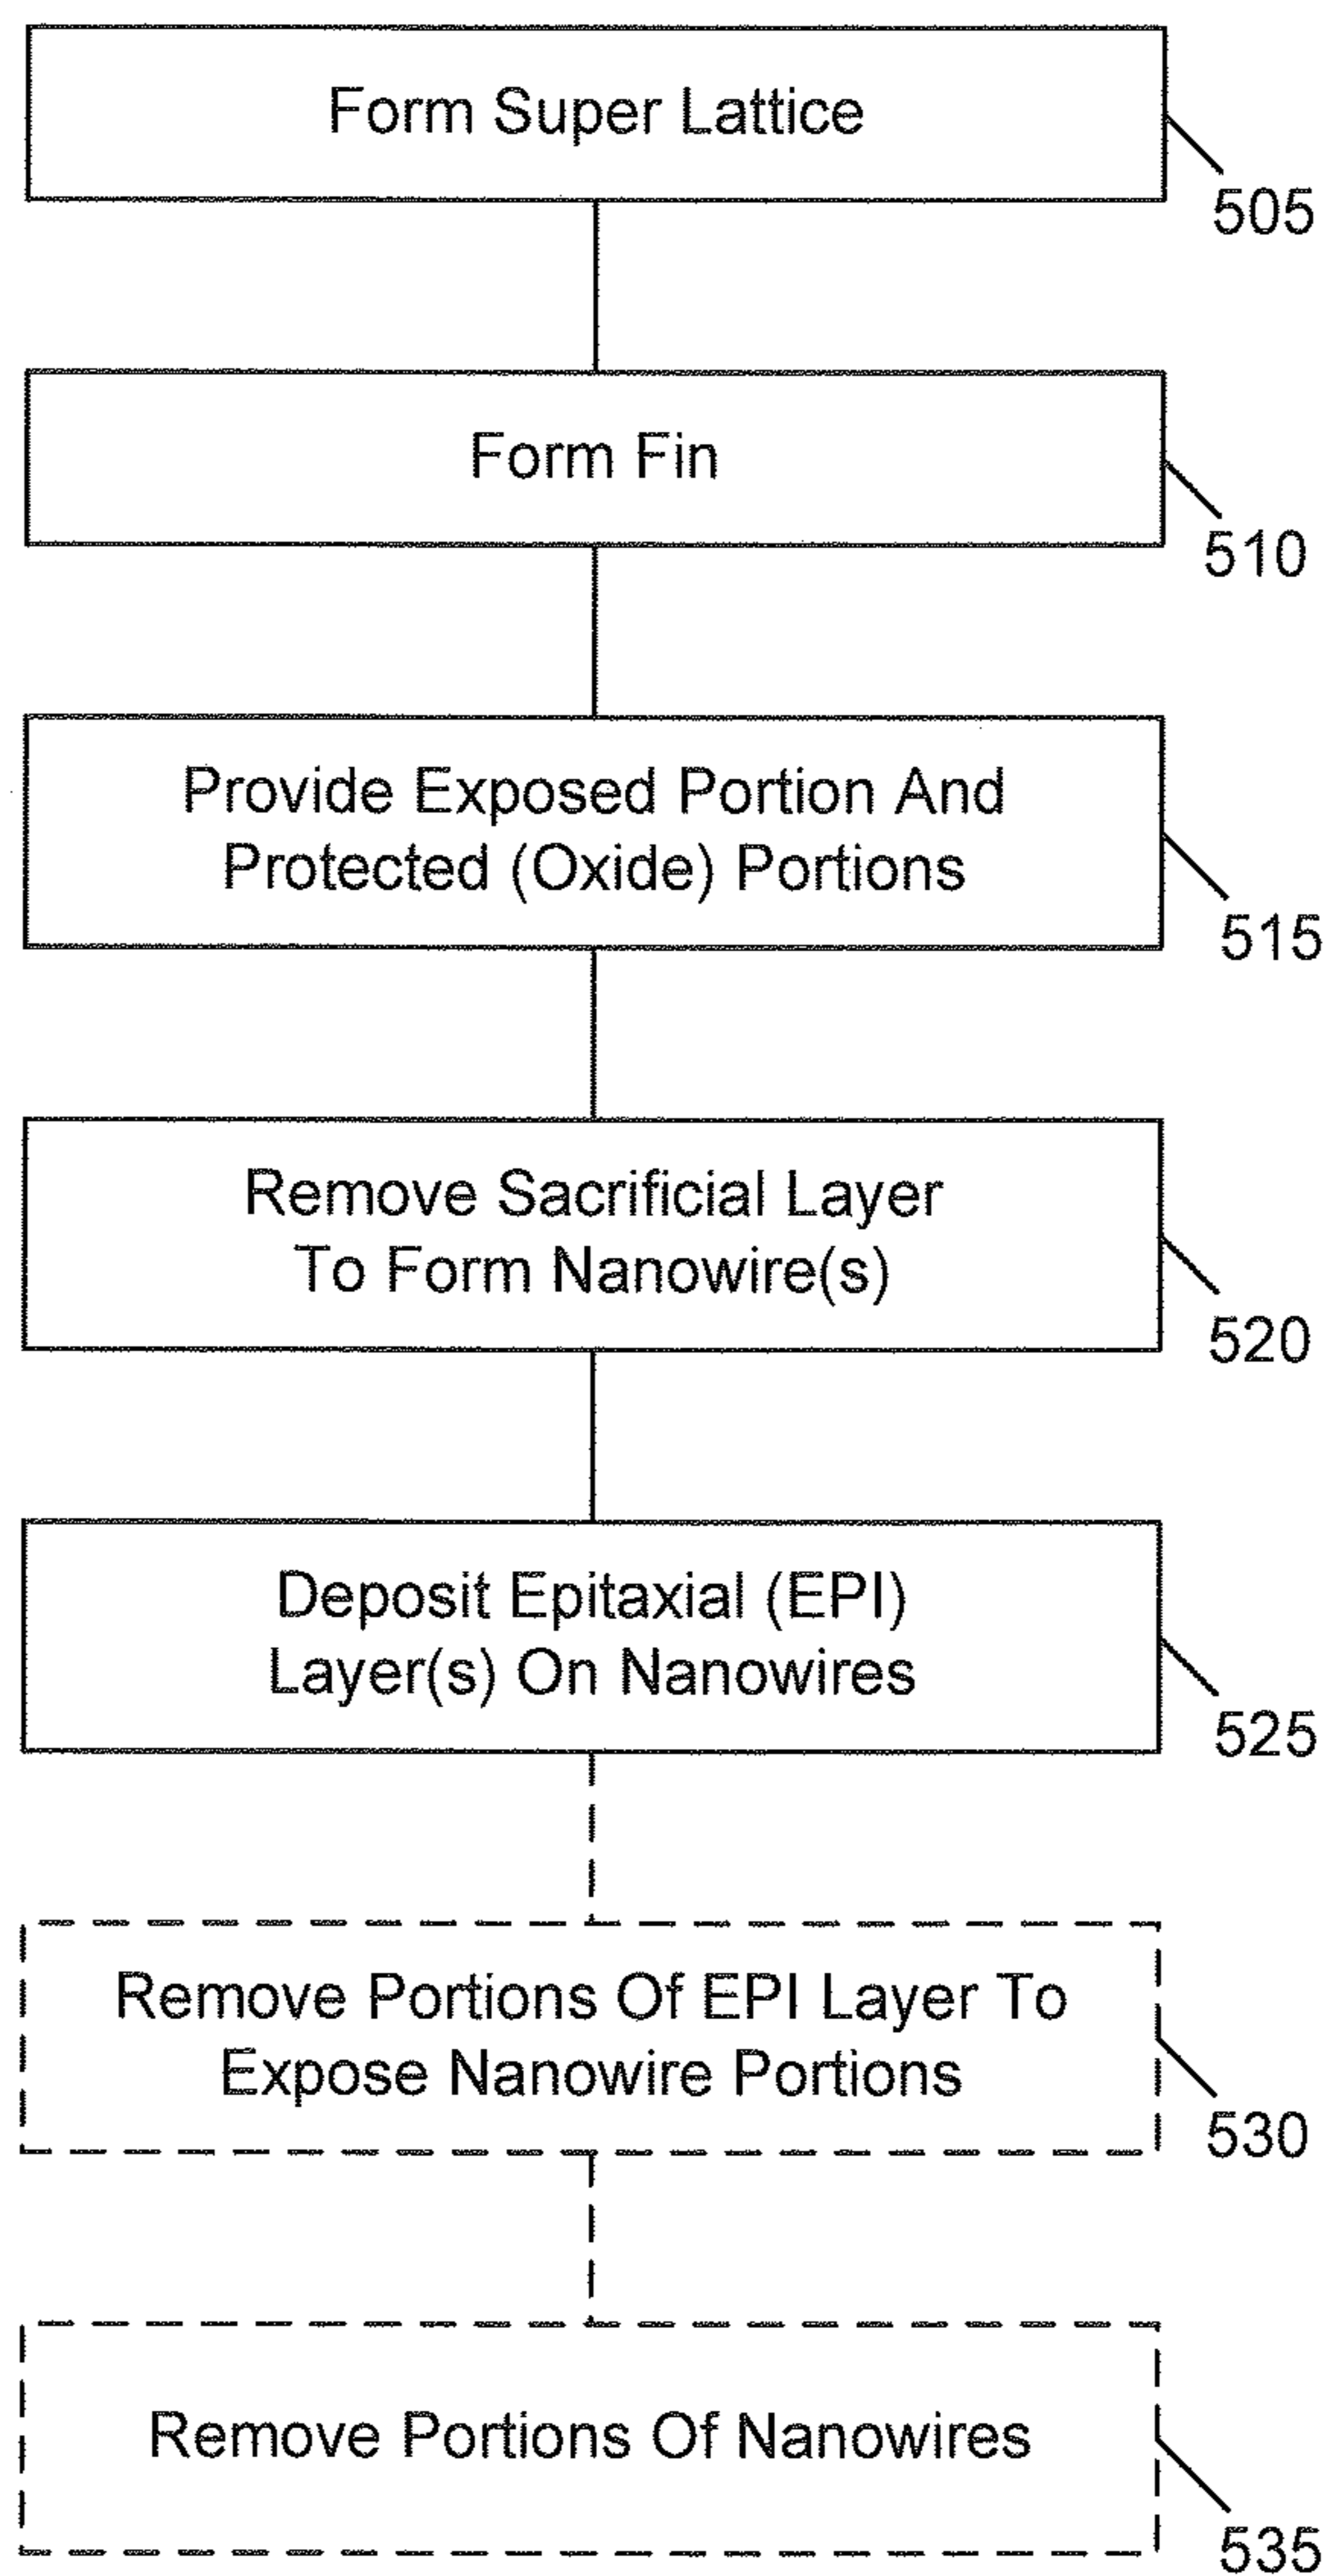 Form Super Lattice
505
Form Fin
510
Provide Exposed Portion And
Protected (Oxide) Portions
515
Remove Sacrificial Layer
To Form Nanowire(s)
520
Deposit Epitaxial (EPI)
Layer(s) On Nanowires
525
Remove Portions Of EPI Layer To
Expose Nanowire Portions
530
Remove Portions Of Nanowires
535